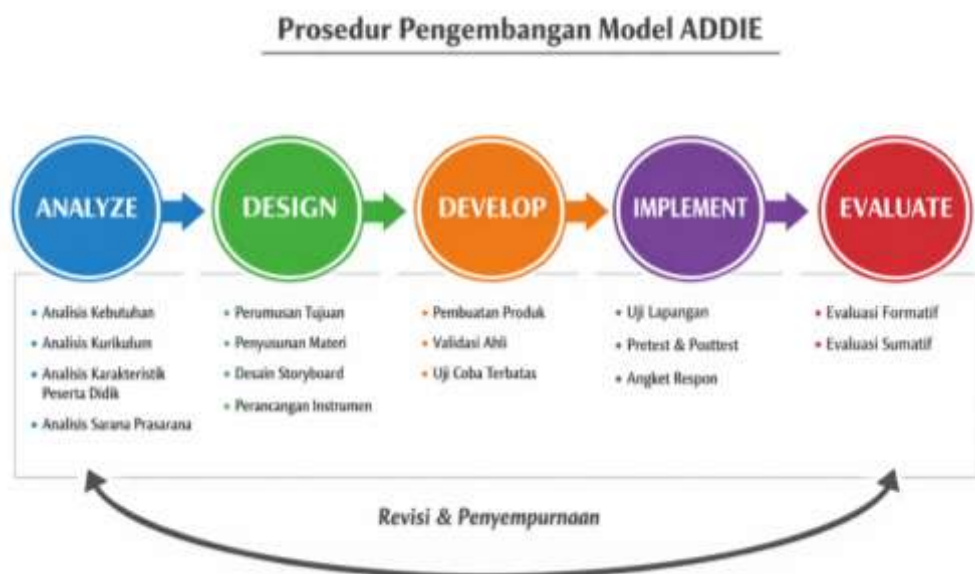 Prosedur Pengembangan Model ADDIE
ANALYZE
DESIGN
DEVELOP
IMPLEMENT
EVALUATE
• Analisis Kebutuhan
• Analisis Kurikulum
• Analisis Karakteristik
Peserta Didik
• Analisis Sarana Prasarana
• Perumusan Tujuan
• Penyusunan Materi
• Desain Storyboard
• Perancangan Instrumen
• Pembuatan Produk
• Validasi Ahli
• Uji Coba Terbatas
• Uji Lapangan
• Pretest & Posttest
• Angket Respon
• Evaluasi Formatif
• Evaluasi Sumatif
Revisi & Penyempurnaan